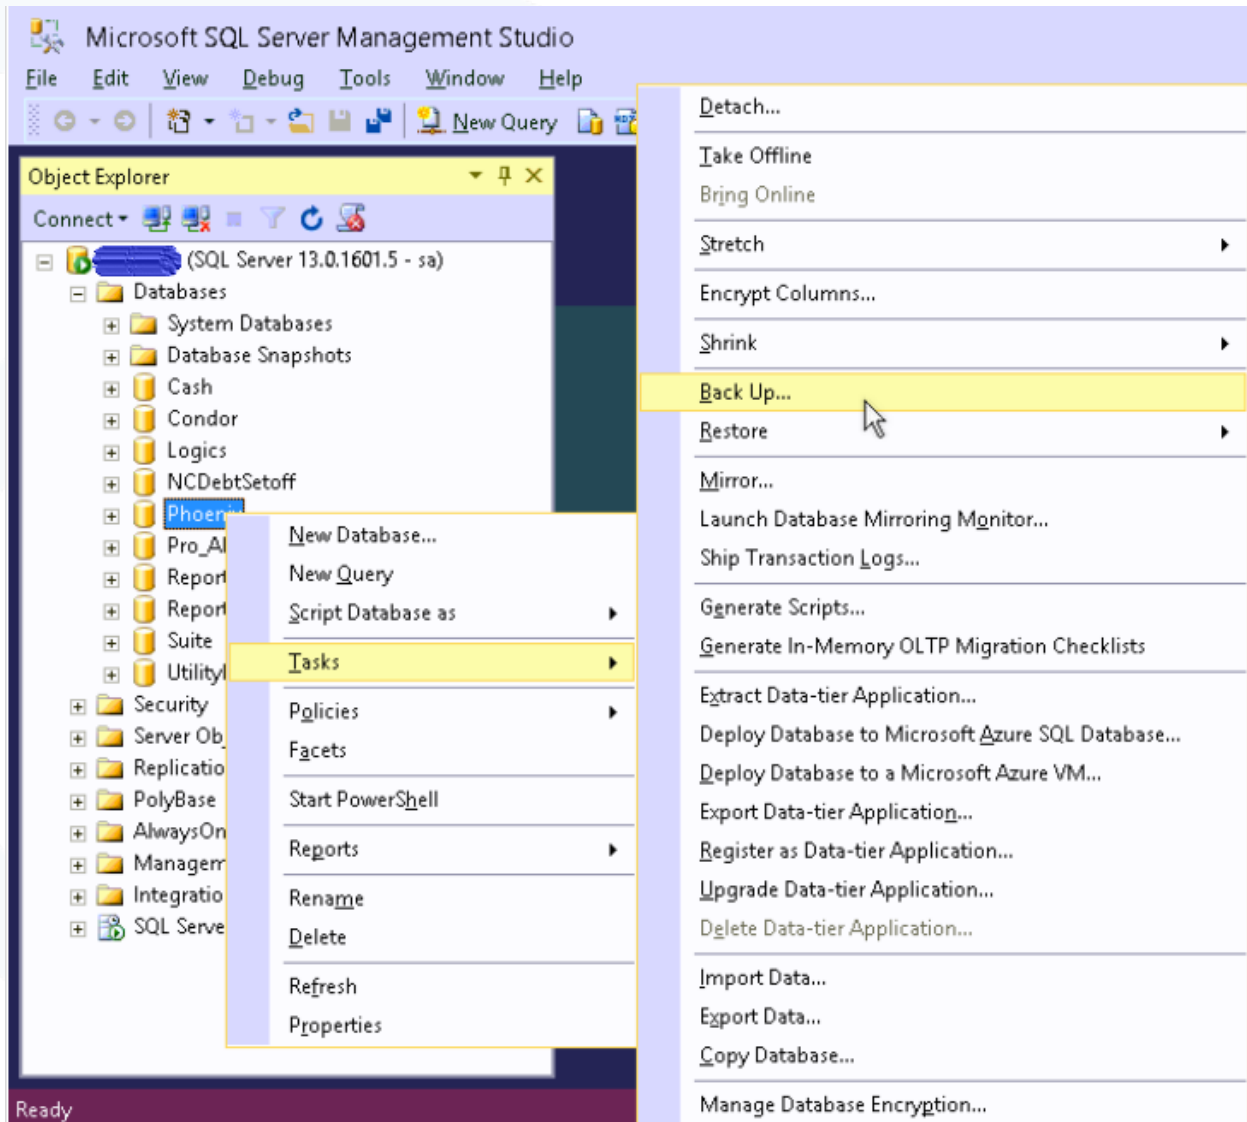 Microsoft SQL Server Management Studio
File Edit View Debug Tools Window Help
New Query
Object Explorer
Connect
(SQL Server 13.0.1601.5 - sa)
Databases
System Databases
Database Snapshots
Cash
Condor
Logics
NCDebtSetoff
Phoeni
Pro_A
Report
Report
Suite
Utility
Security
Server Ob
Replicatio
PolyBase
AlwaysOn
Managem
Integratio
SQL Serve
New Database...
New Query
Script Database as
Tasks
Policies
Facets
Start PowerShell
Reports
Rename
Delete
Refresh
Properties
Detach...
Take Offline
Bring Online
Stretch
Encrypt Columns...
Shrink
Back Up...
Restore
Mirror...
Launch Database Mirroring Monitor...
Ship Transaction Logs...
Generate Scripts...
Generate In-Memory OLTP Migration Checklists
Extract Data-tier Application...
Deploy Database to Microsoft Azure SQL Database...
Deploy Database to a Microsoft Azure VM...
Export Data-tier Application...
Register as Data-tier Application...
Upgrade Data-tier Application...
Delete Data-tier Application...
Import Data...
Export Data...
Copy Database...
Manage Database Encryption...
Ready